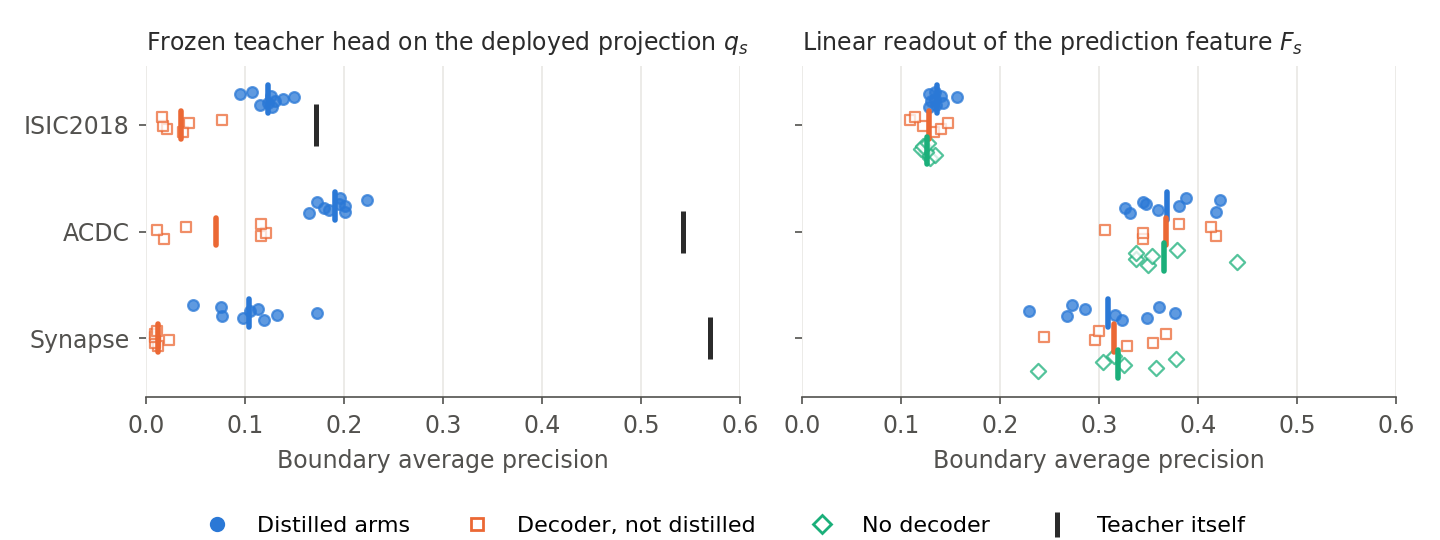 Frozen teacher head on the deployed projection qₛ
Linear readout of the prediction feature Fₛ
ISIC2018
ACDC
Synapse
0.0 0.1 0.2 0.3 0.4 0.5 0.6
0.0 0.1 0.2 0.3 0.4 0.5 0.6
Boundary average precision
Boundary average precision
Distilled arms
Decoder, not distilled
No decoder
Teacher itself